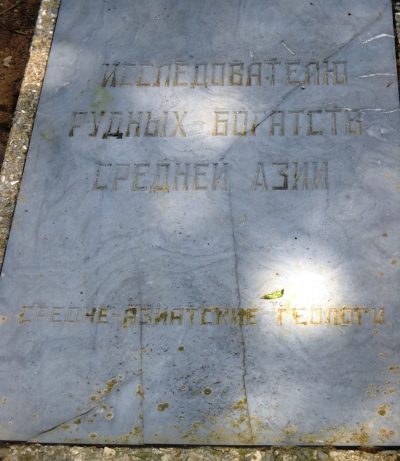 ИССЛЕДОВАТЕЛЮ
РУДНЫХ БОГАТСТВ
СРЕДНЕЙ АЗИИ
СРЕДНЕ-АЗИАТСКИЕ ГЕОЛОГИ